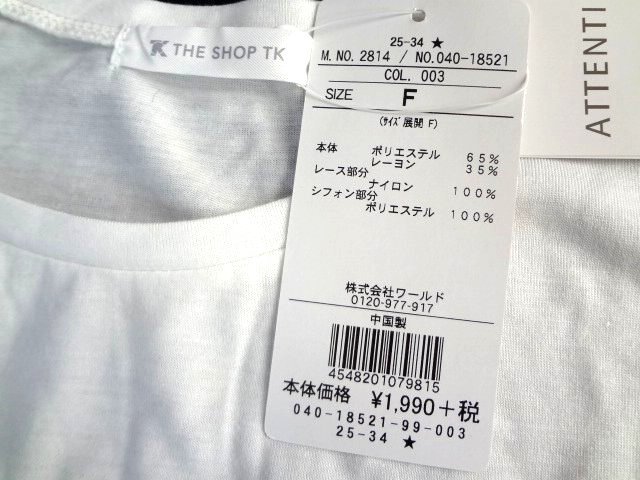 TK THE SHOP TK
25-34 ★
M. NO. 2814 / NO.040-18521
COL. 003
SIZE F
(サイズ展開 F)
本体 ポリエステル 65%
レーヨン 35%
レース部分
ナイロン 100%
シフォン部分
ポリエステル 100%
株式会社ワールド
0120-977-917
中国製
4548201079815
本体価格 ¥1,990+税
040-18521-99-003
25-34 ★
ATTENTI